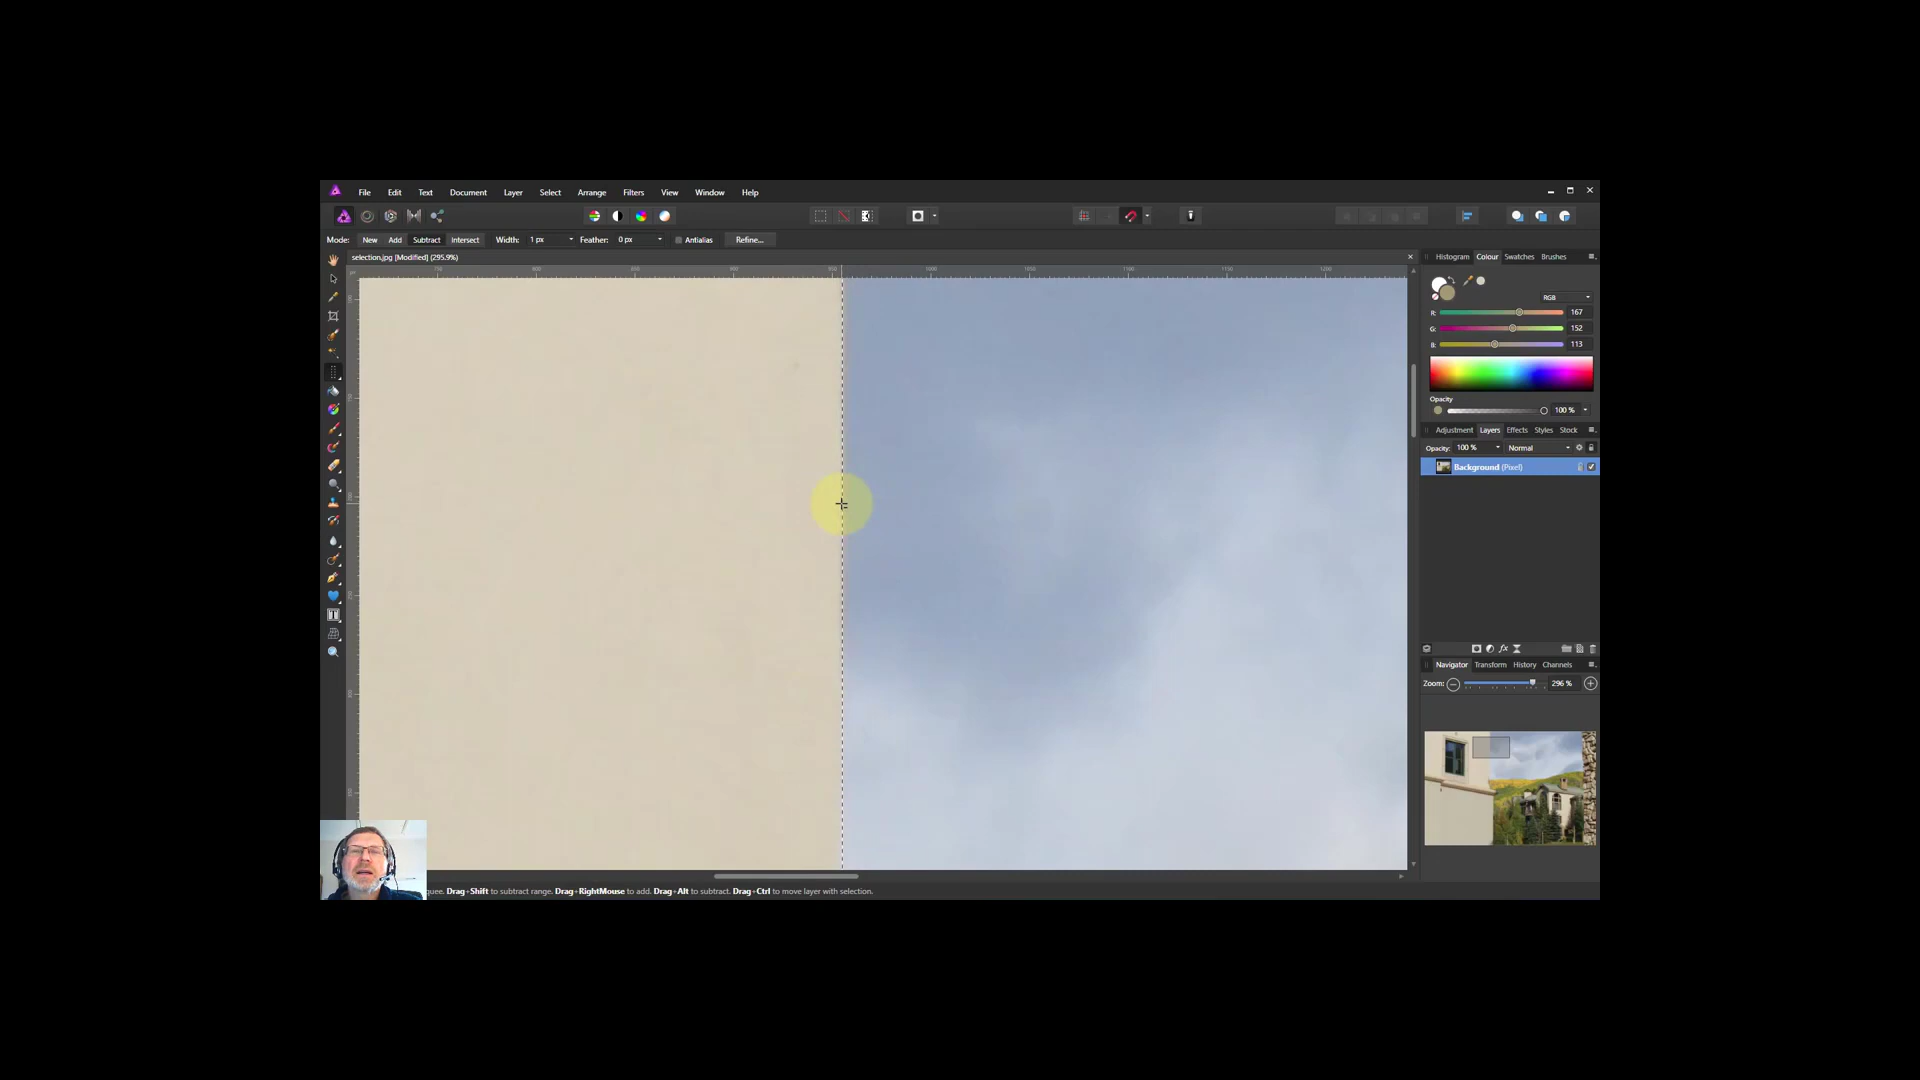 File Edit Text Document Layer Select Arrange Filters View Window Help
Mode: New Add Subtract Intersect Width: 1 px Feather: 0 px Antialias Refine...
selection.jpg [Modified] (295.9%)
Histogram Colour Swatches Brushes
RGB
R: 167
G: 152
B: 113
Opacity
100 %
Adjustment Layers Effects Styles Stock
Opacity: 100 % Normal
Background (Pixel)
Navigator Transform History Channels
Zoom: 296 %
quee. Drag+Shift to subtract range. Drag+RightMouse to add. Drag+Alt to subtract. Drag+Ctrl to move layer with selection.